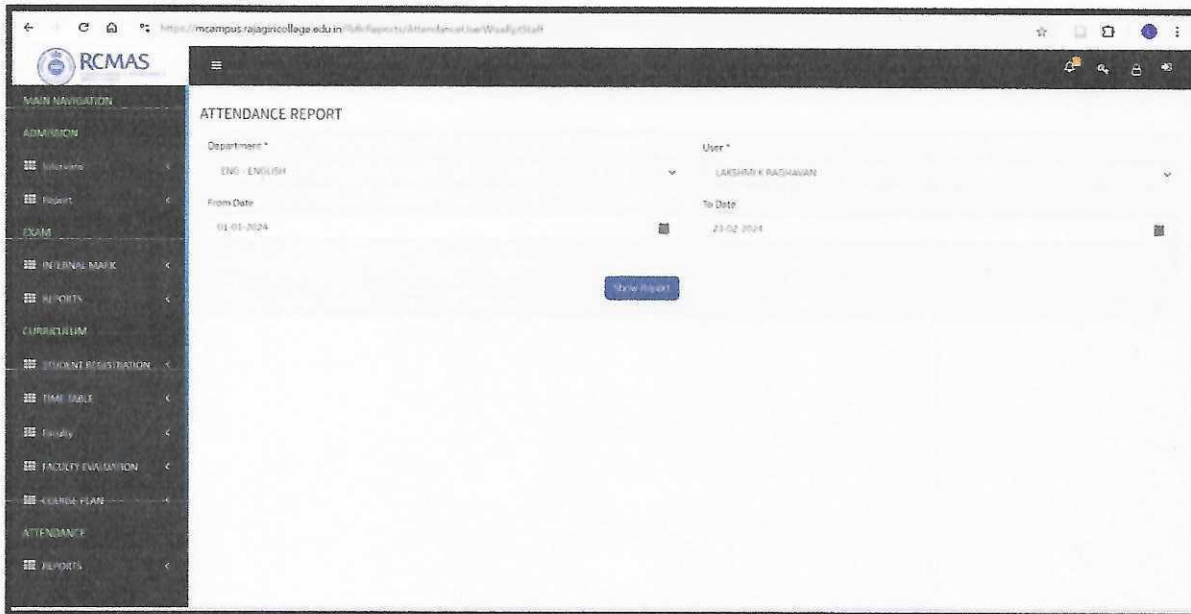 https://mcampus.rajagiricollege.edu.in
RCMAS
MAIN NAVIGATION
ADMISSION
Interview
Report
EXAM
INTERNAL MARK
REPORTS
CURRICULUM
STUDENT REGISTRATION
TIME TABLE
Faculty
FACULTY EVALUATION
COURSE PLAN
ATTENDANCE
REPORTS
ATTENDANCE REPORT
Department *
User *
ENG - ENGLISH
LAKSHMI K RAGHAVAN
From Date
To Date
01-01-2024
23-02-2024
Show Report